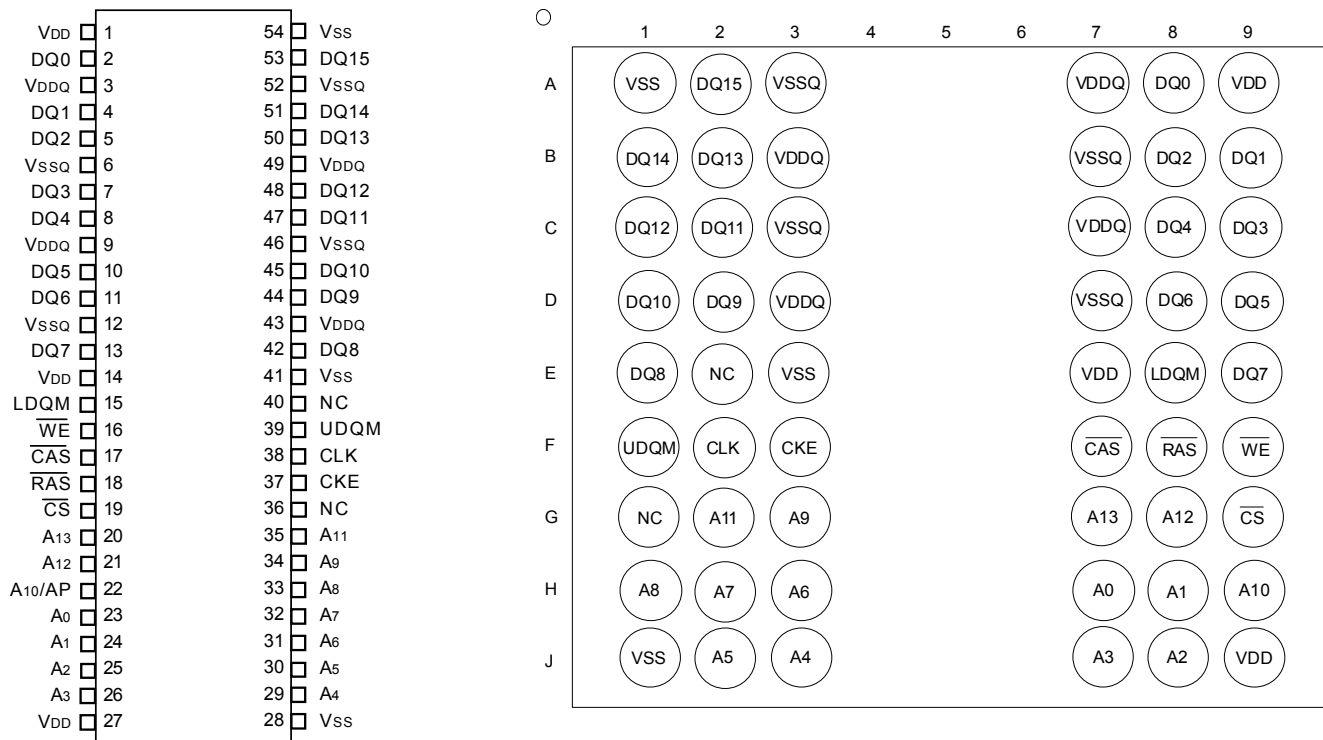 VDD 1 54 VSS
DQ0 2 53 DQ15
VDDQ 3 52 VSSQ
DQ1 4 51 DQ14
DQ2 5 50 DQ13
VSSQ 6 49 VDDQ
DQ3 7 48 DQ12
DQ4 8 47 DQ11
VDDQ 9 46 VSSQ
DQ5 10 45 DQ10
DQ6 11 44 DQ9
VSSQ 12 43 VDDQ
DQ7 13 42 DQ8
VDD 14 41 VSS
LDQM 15 40 NC
WE 16 39 UDQM
CAS 17 38 CLK
RAS 18 37 CKE
CS 19 36 NC
A13 20 35 A11
A12 21 34 A9
A10/AP 22 33 A8
A0 23 32 A7
A1 24 31 A6
A2 25 30 A5
A3 26 29 A4
VDD 27 28 VSS
1 2 3 4 5 6 7 8 9
A VSS DQ15 VSSQ VDDQ DQ0 VDD
B DQ14 DQ13 VDDQ VSSQ DQ2 DQ1
C DQ12 DQ11 VSSQ VDDQ DQ4 DQ3
D DQ10 DQ9 VDDQ VSSQ DQ6 DQ5
E DQ8 NC VSS VDD LDQM DQ7
F UDQM CLK CKE CAS RAS WE
G NC A11 A9 A13 A12 CS
H A8 A7 A6 A0 A1 A10
J VSS A5 A4 A3 A2 VDD